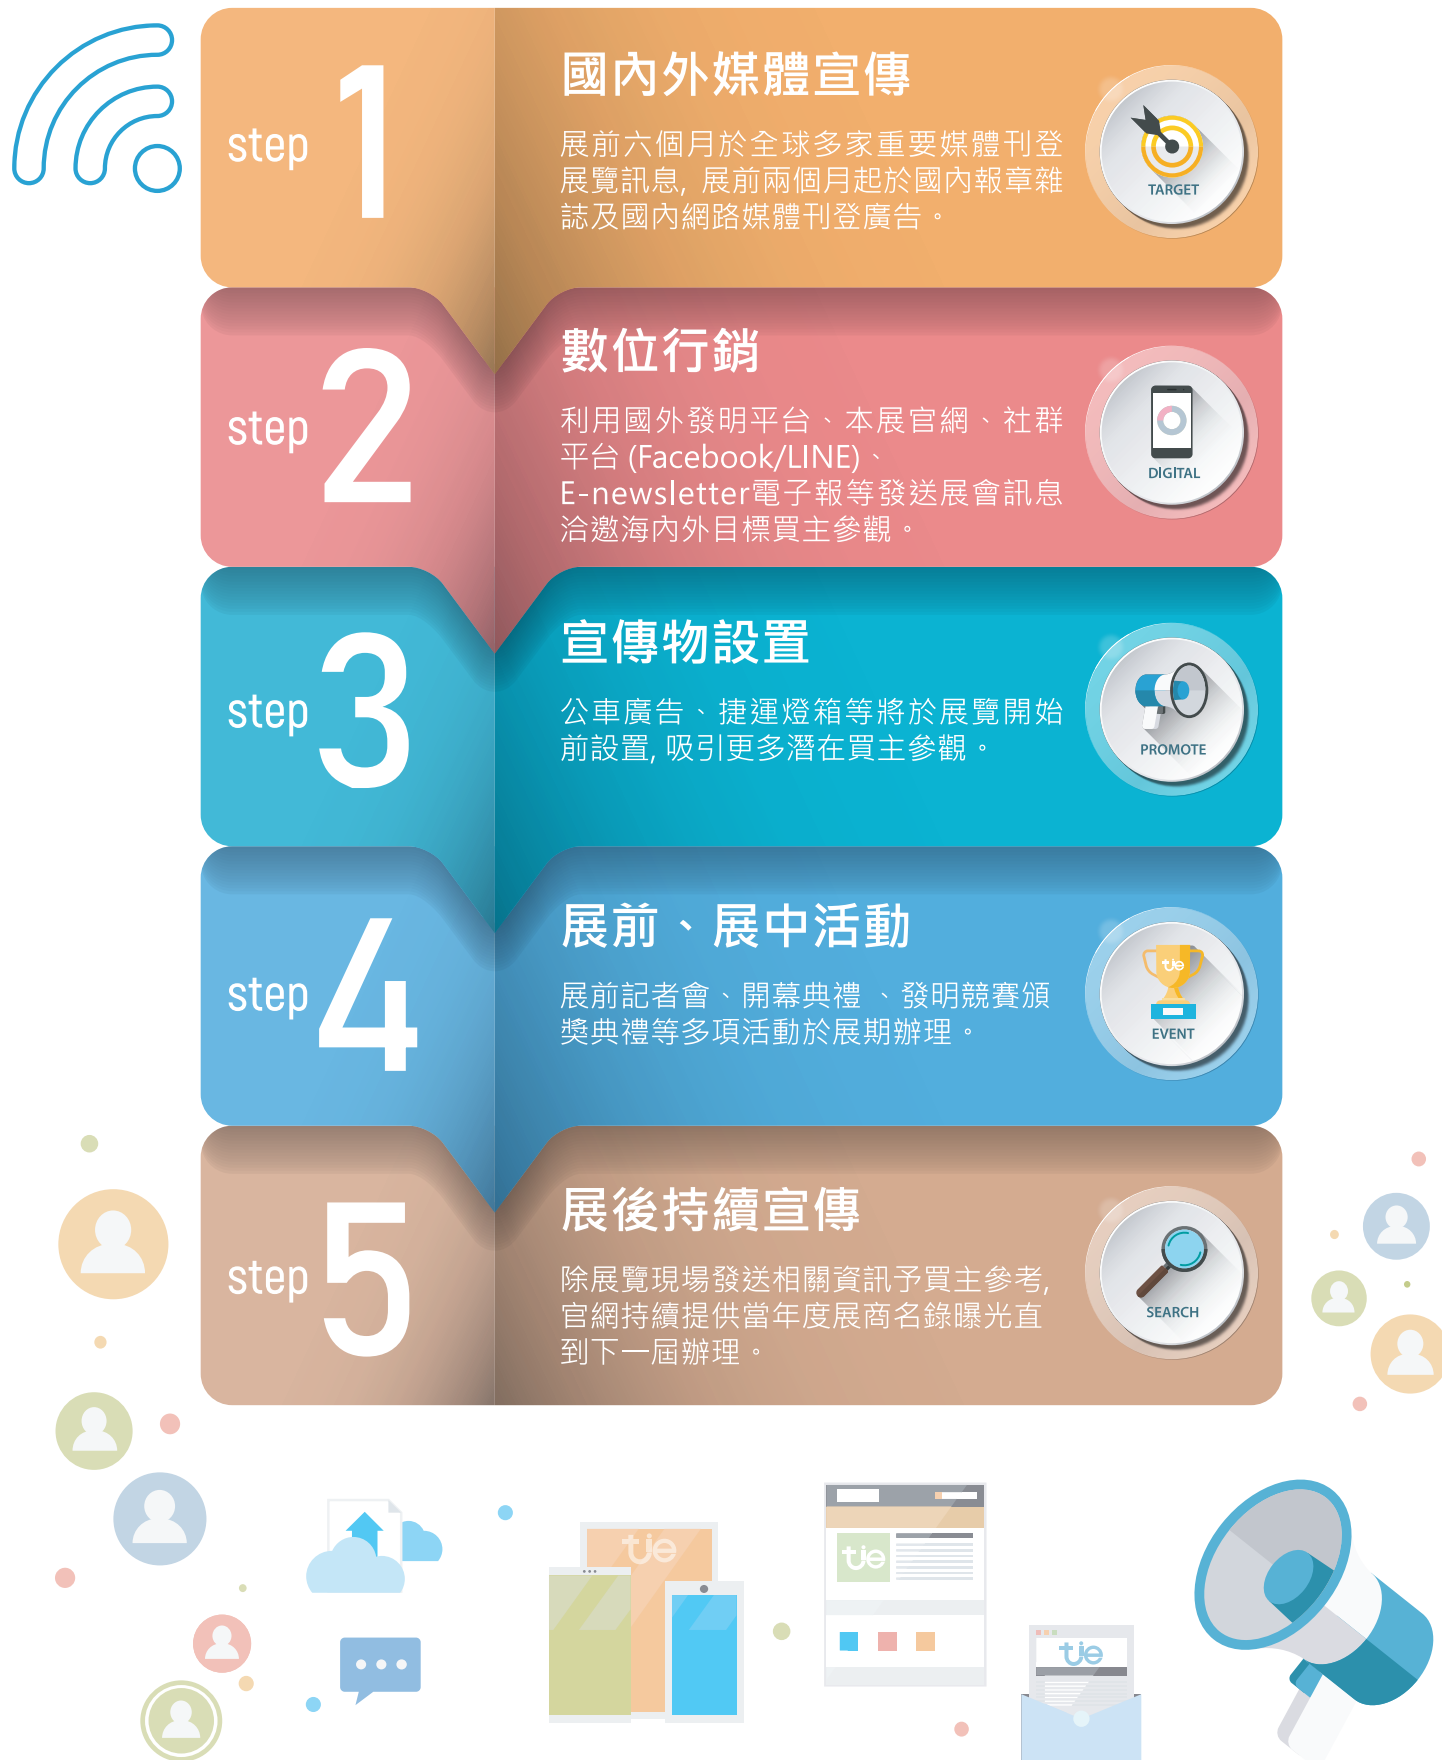 step 1
國內外媒體宣傳
展前六個月於全球多家重要媒體刊登
展覽訊息, 展前兩個月起於國內報章雜
誌及國內網路媒體刊登廣告。
TARGET
step 2
數位行銷
利用國外發明平台、本展官網、社群
平台 (Facebook/LINE)、
E-newsletter電子報等發送展會訊息
洽邀海內外目標買主參觀。
DIGITAL
step 3
宣傳物設置
公車廣告、捷運燈箱等將於展覽開始
前設置, 吸引更多潛在買主參觀。
PROMOTE
step 4
展前、展中活動
展前記者會、開幕典禮 、發明競賽頒
獎典禮等多項活動於展期辦理。
tie
EVENT
step 5
展後持續宣傳
除展覽現場發送相關資訊予買主參考,
官網持續提供當年度展商名錄曝光直
到下一屆辦理。
SEARCH
tie
tie
tie